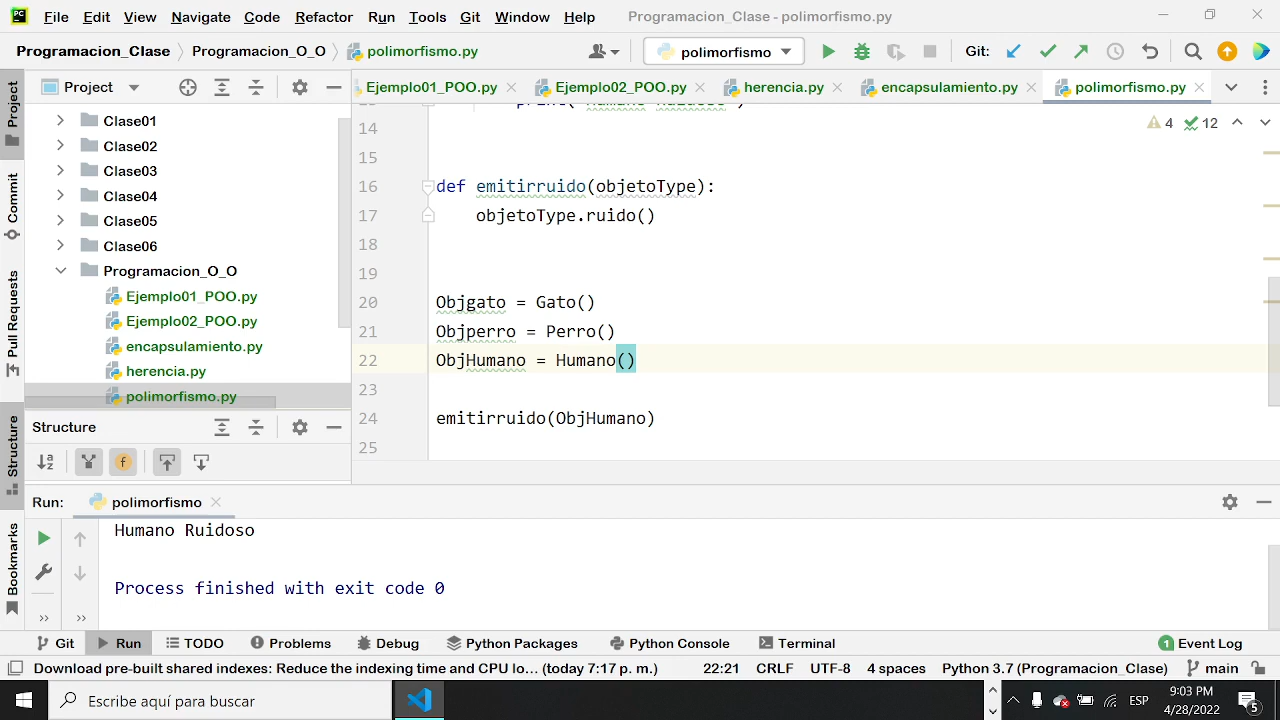 PC File Edit View Navigate Code Refactor Run Tools Git Window Help Programacion_Clase - polimorfismo.py
Programacion_Clase Programacion_O_O polimorfismo.py polimorfismo Git:
Project Ejemplo01_POO.py Ejemplo02_POO.py herencia.py encapsulamiento.py polimorfismo.py
Project
Commit
Pull Requests
Structure
Bookmarks
Clase01
Clase02
Clase03
Clase04
Clase05
Clase06
Programacion_O_O
Ejemplo01_POO.py
Ejemplo02_POO.py
encapsulamiento.py
herencia.py
polimorfismo.py
Structure
4 12
14
15
16 def emitirruido(objetoType):
17 objetoType.ruido()
18
19
20 Objgato = Gato()
21 Objperro = Perro()
22 ObjHumano = Humano()
23
24 emitirruido(ObjHumano)
25
Run: polimorfismo
Humano Ruidoso
Process finished with exit code 0
Git Run TODO Problems Debug Python Packages Python Console Terminal 1 Event Log
Download pre-built shared indexes: Reduce the indexing time and CPU lo... (today 7:17 p. m.) 22:21 CRLF UTF-8 4 spaces Python 3.7 (Programacion_Clase) main
Escribe aquí para buscar ESP 9:03 PM
4/28/2022 5